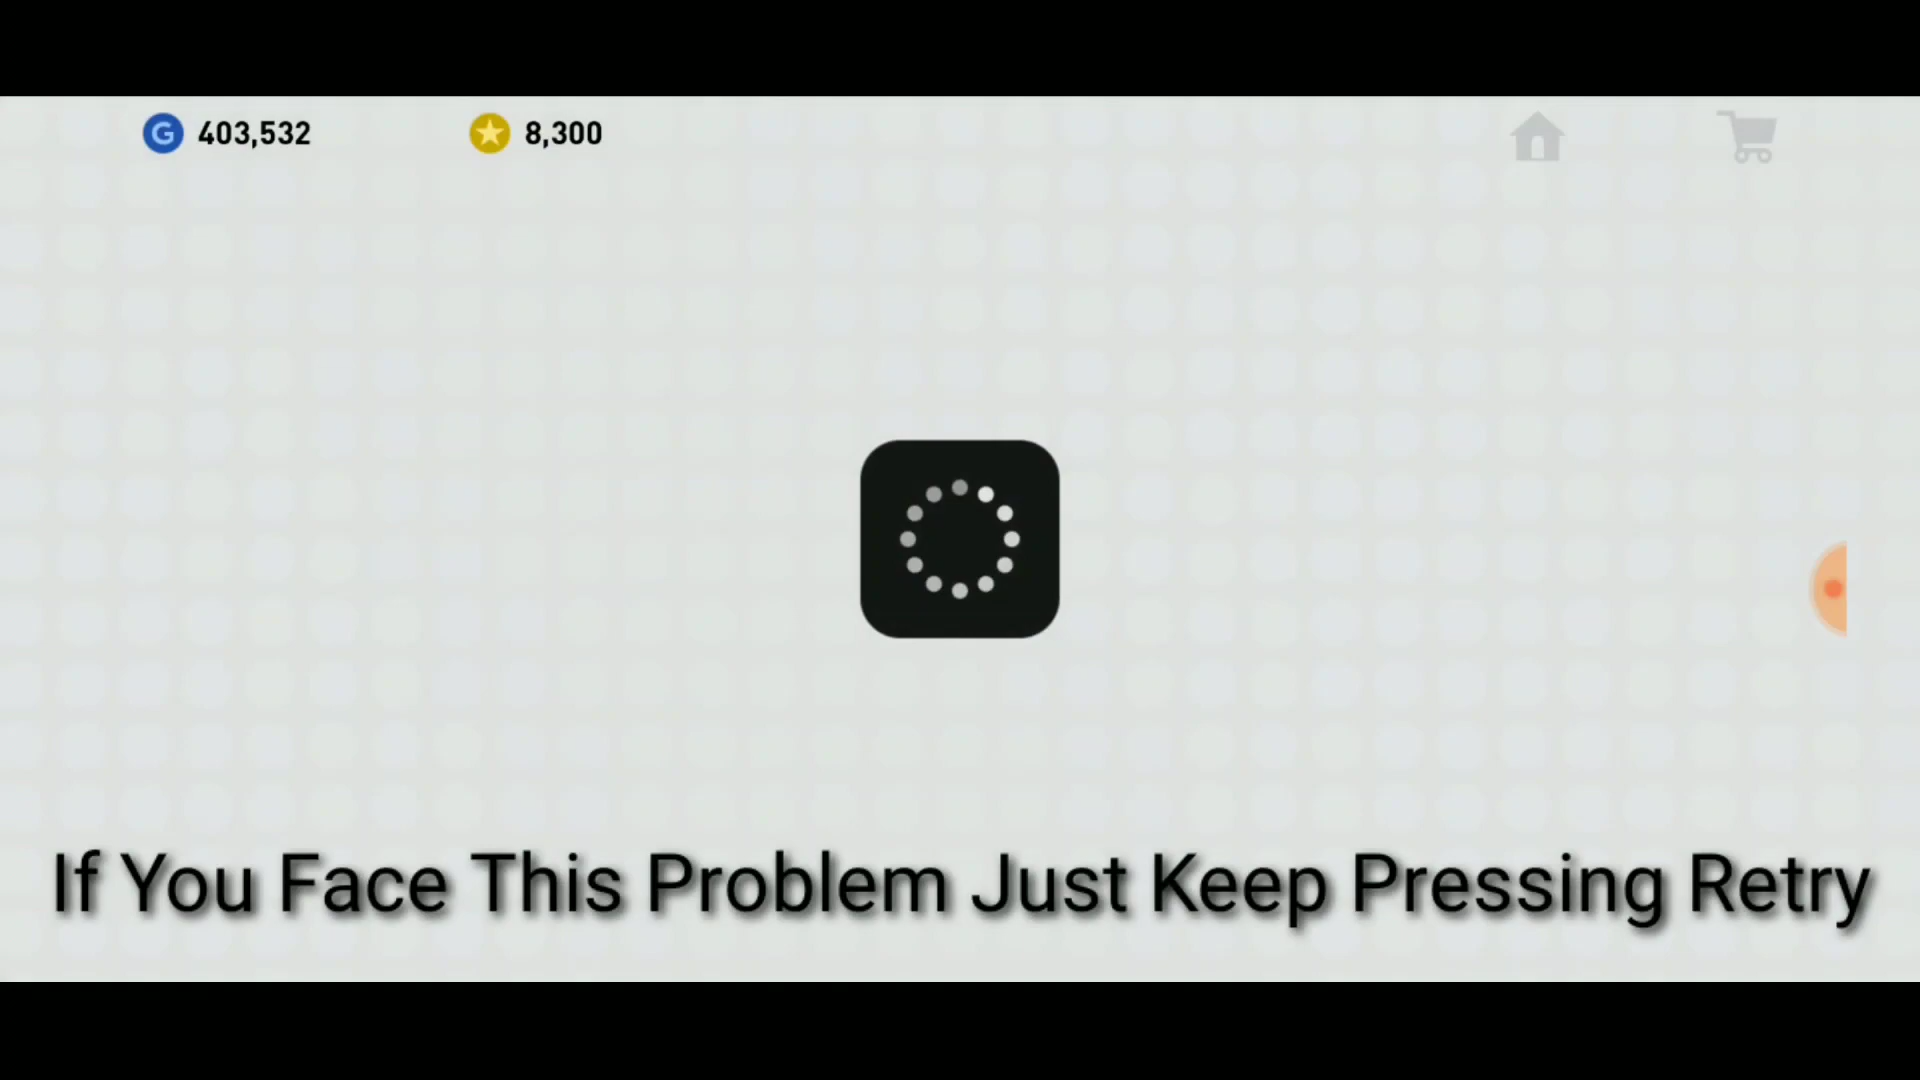 G 403,532 8,300
If You Face This Problem Just Keep Pressing Retry